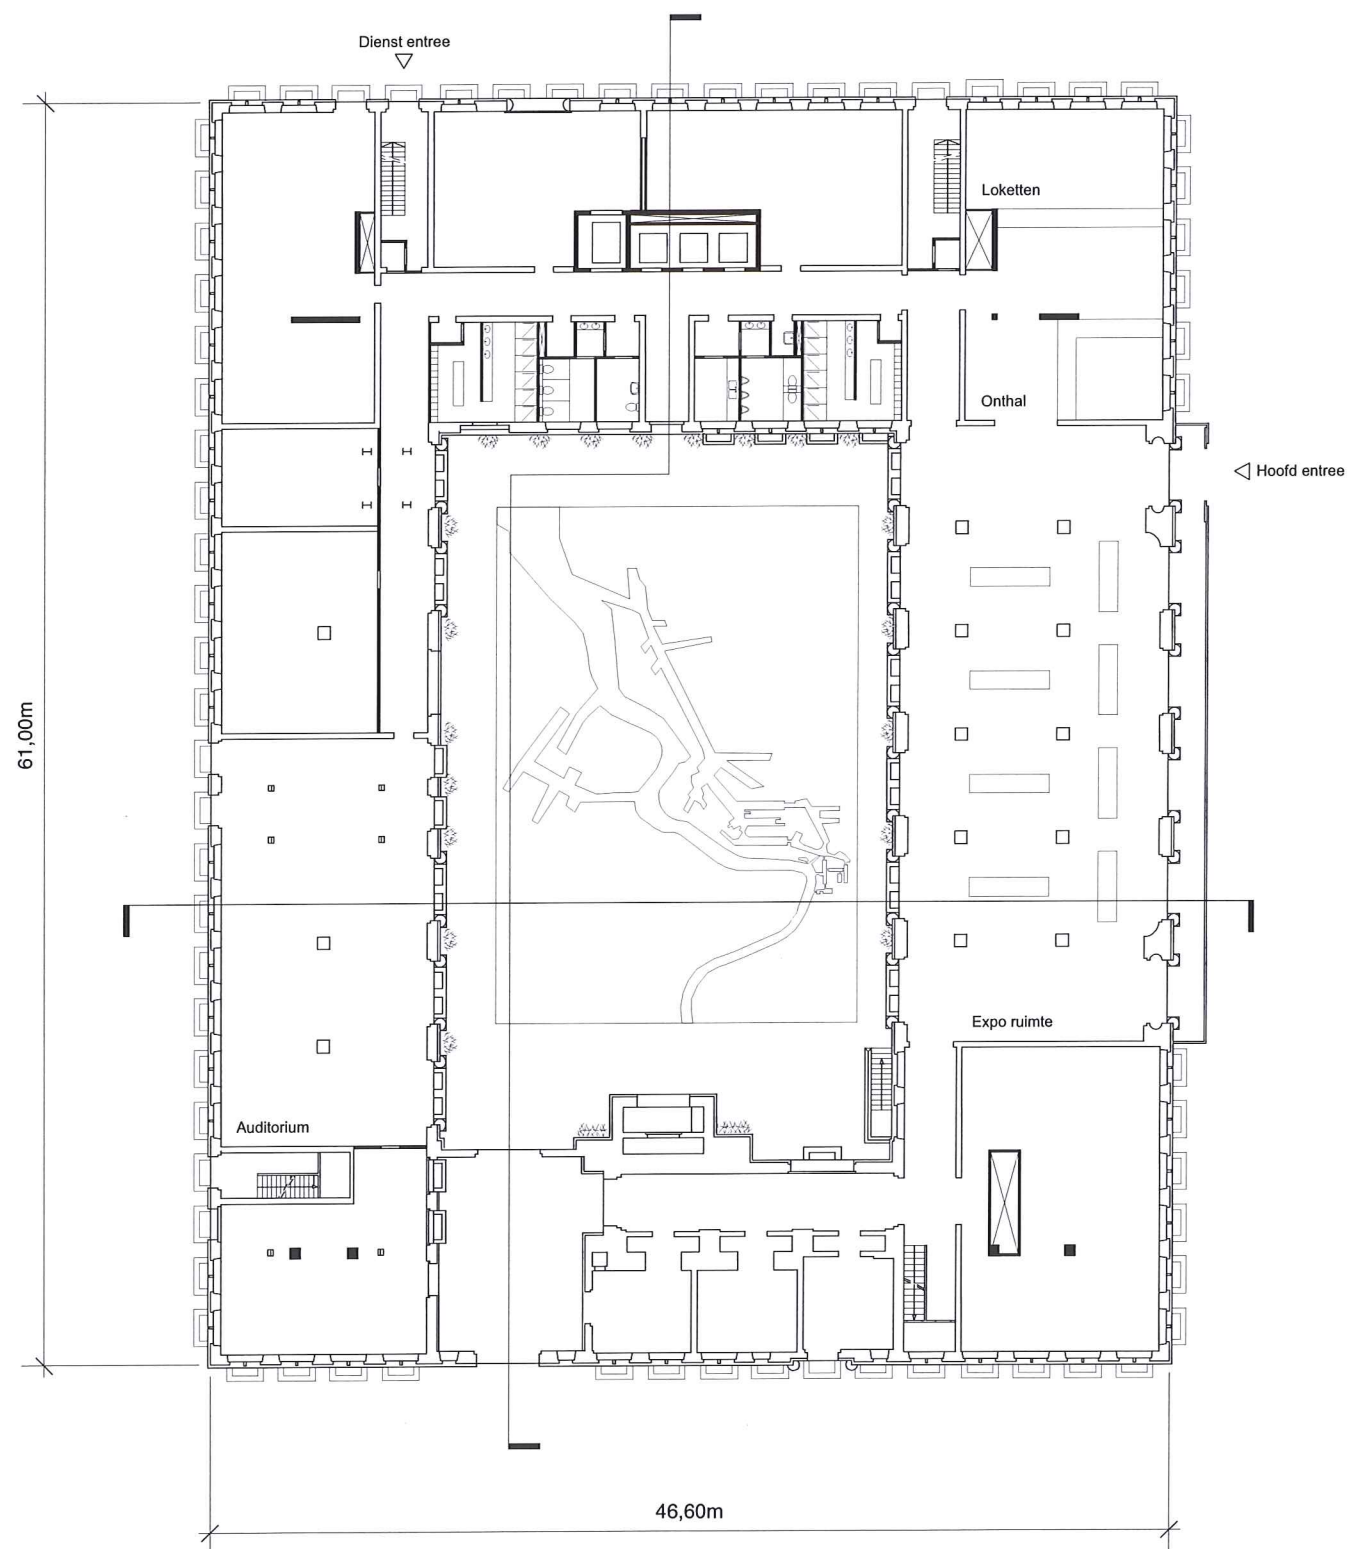 Dienst entree
Loketten
Onthal
Hoofd entree
61,00m
Expo ruimte
Auditorium
46,60m